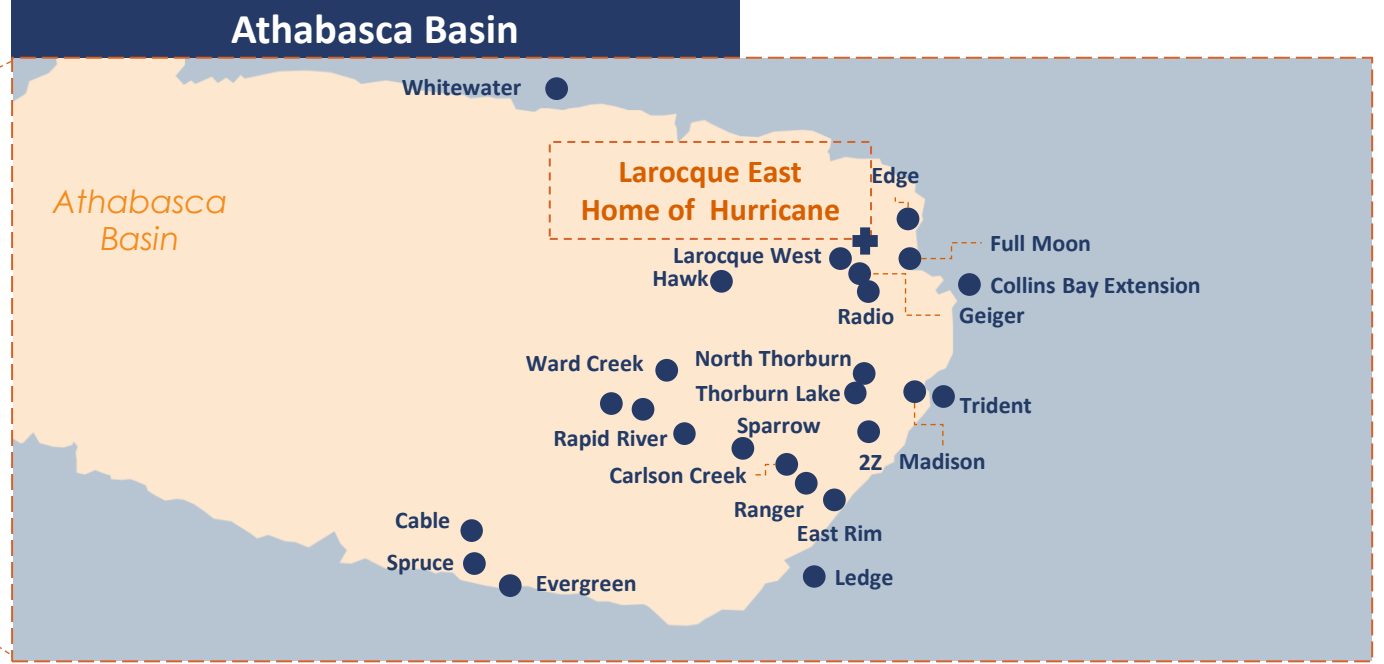 Athabasca Basin
Whitewater
Larocque East
Home of Hurricane
Edge
Athabasca
Basin
Full Moon
Larocque West
Hawk
Collins Bay Extension
Radio
Geiger
Ward Creek
North Thorburn
Thorburn Lake
Trident
Sparrow
Rapid River
2Z
Madison
Carlson Creek
Ranger
East Rim
Cable
Spruce
Evergreen
Ledge